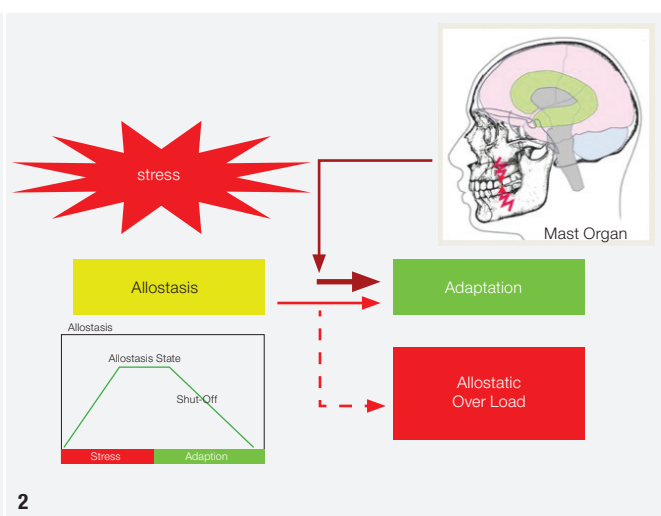 stress
Mast Organ
Allostasis
Adaptation
Allostasis
Allostasis State
Shut-Off
Stress
Adaption
Allostatic
Over Load
2